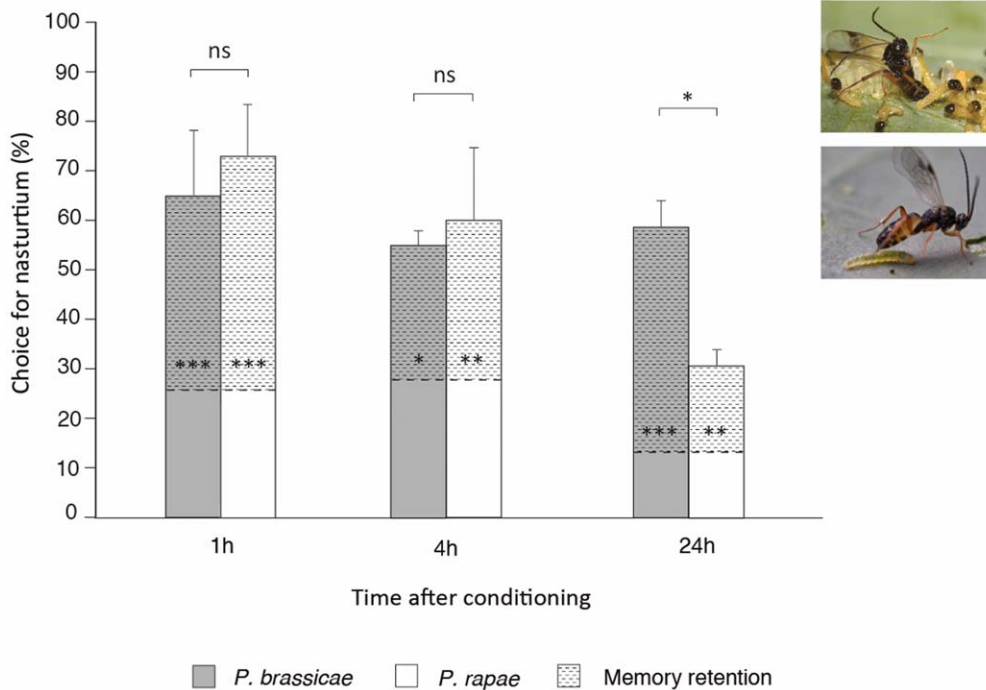 100
90
80
70
60
50
40
30
20
10
0
Choice for nasturtium (%)
ns
ns
*
*** ***
* **
*** **
1h 4h 24h
Time after conditioning
P. brassicae P. rapae Memory retention